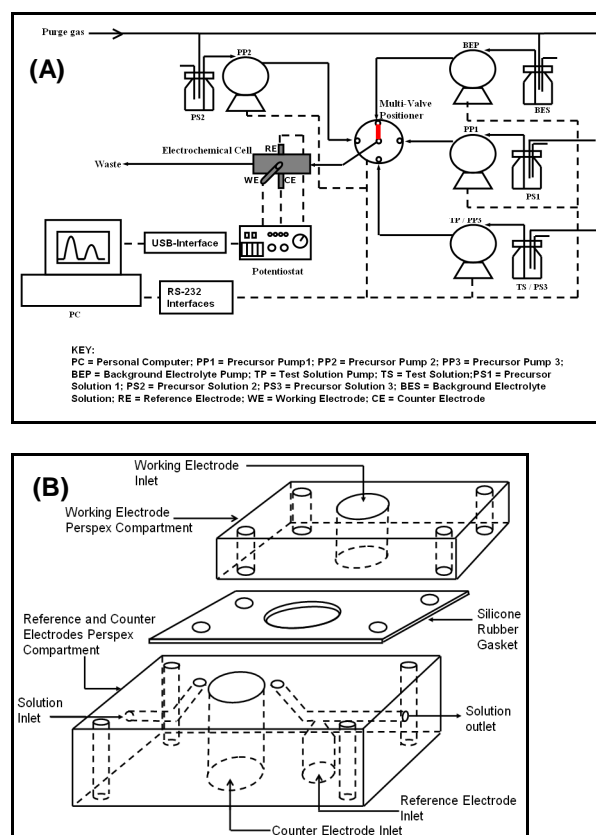 Purge gas
(A)
PP2
BEP
PS2
BES
Multi-Valve
Positioner
PP1
Electrochemical Cell
RE
Waste
WE
CE
PS1
TP / PP3
USB-Interface
Potentiostat
TS / PS3
RS-232
Interfaces
PC
KEY:
PC = Personal Computer; PP1 = Precursor Pump1; PP2 = Precursor Pump 2; PP3 = Precursor Pump 3;
BEP = Background Electrolyte Pump; TP = Test Solution Pump; TS = Test Solution;PS1 = Precursor
Solution 1; PS2 = Precursor Solution 2; PS3 = Precursor Solution 3; BES = Background Electrolyte
Solution; RE = Reference Electrode; WE = Working Electrode; CE = Counter Electrode
(B)
Working Electrode
Inlet
Working Electrode
Perspex Compartment
Reference and Counter
Electrodes Perspex
Compartment
Silicone
Rubber
Gasket
Solution
Inlet
Solution
outlet
Reference Electrode
Inlet
Counter Electrode Inlet